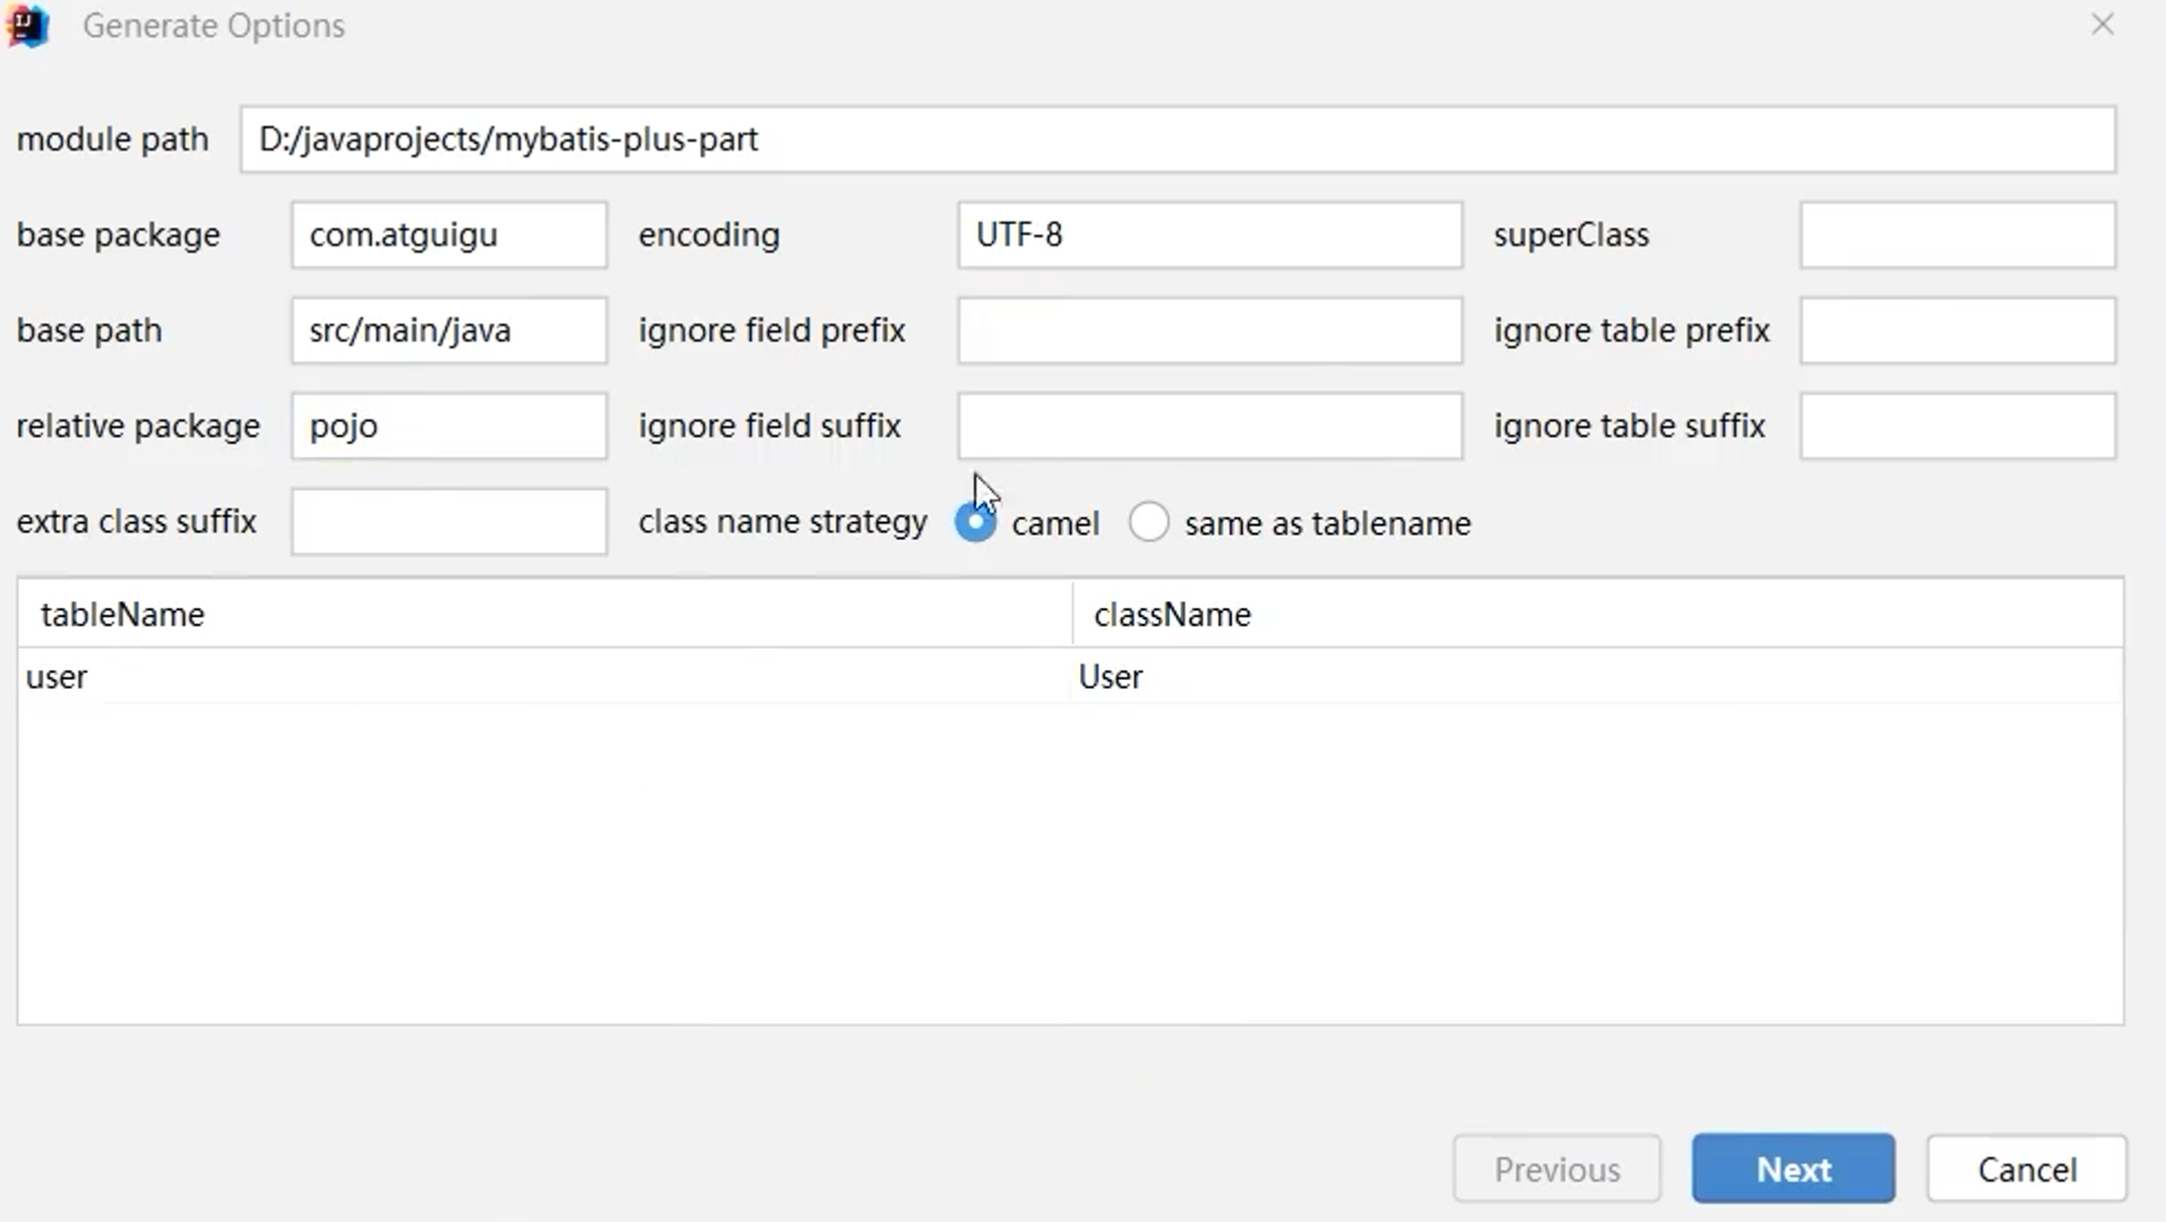 IJ
Generate Options
module path D:/javaprojects/mybatis-plus-part
base package com.atguigu encoding UTF-8 superClass
base path src/main/java ignore field prefix ignore table prefix
relative package pojo ignore field suffix ignore table suffix
extra class suffix class name strategy camel same as tablename
tableName className
user User
Previous Next Cancel